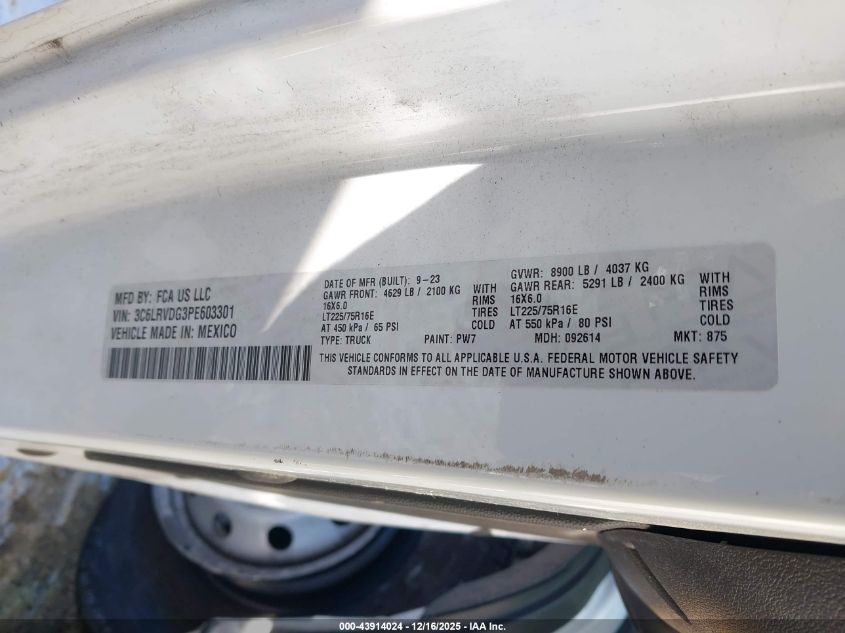 MFD BY: FCA US LLC
VIN: 3C6LRVDG3PE603301
VEHICLE MADE IN: MEXICO
DATE OF MFR (BUILT): 9-23
GAWR FRONT: 4629 LB / 2100 KG WITH
16X6.0 RIMS
LT225/75R16E TIRES
AT 450 kPa / 65 PSI COLD
TYPE: TRUCK PAINT: PW7
GVWR: 8900 LB / 4037 KG
GAWR REAR: 5291 LB / 2400 KG WITH
16X6.0 RIMS
LT225/75R16E TIRES
AT 550 kPa / 80 PSI COLD
MDH: 092614 MKT: 875
THIS VEHICLE CONFORMS TO ALL APPLICABLE U.S.A. FEDERAL MOTOR VEHICLE SAFETY
STANDARDS IN EFFECT ON THE DATE OF MANUFACTURE SHOWN ABOVE.
000-43914024 - 12/16/2025 - IAA Inc.